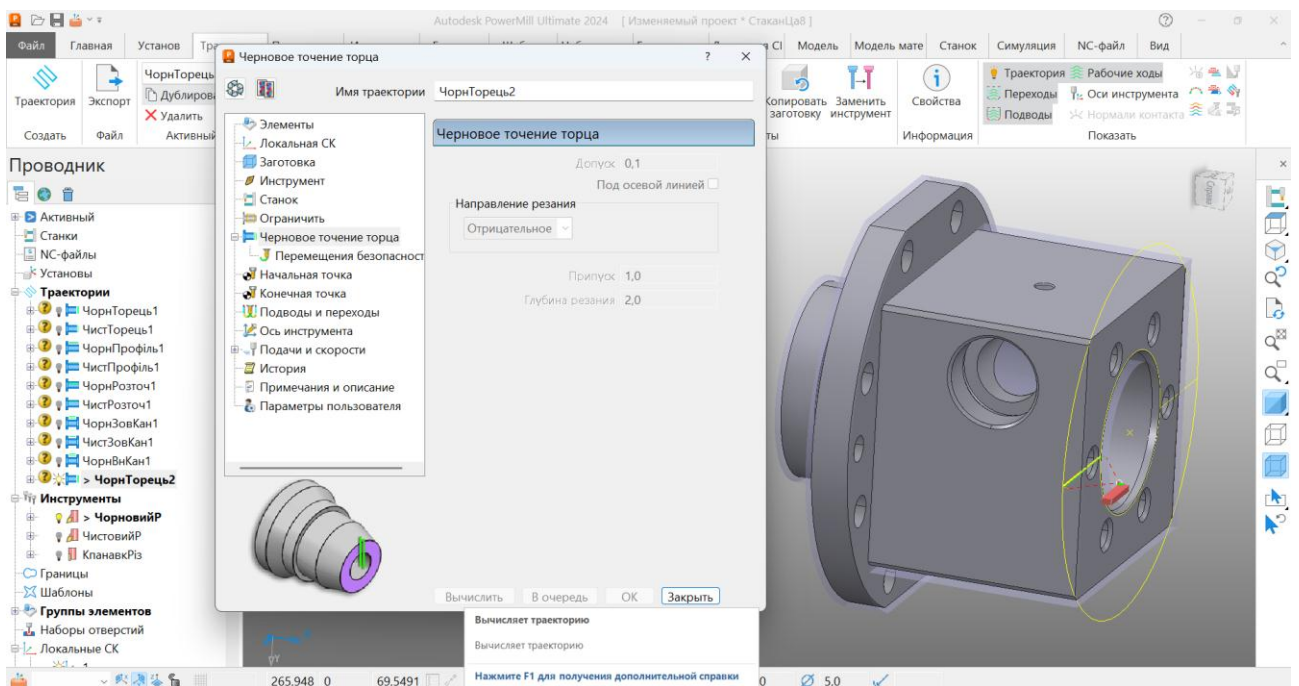 Autodesk PowerMill Ultimate 2024 [ Изменяемый проект * СтаканЦа8 ]
Файл Главная Установ Модель Модель мате Станок Симуляция NC-файл Вид
Траектория
Создать
Экспорт
Файл
ЧорнТорець
Дублиров
Удалить
Активный
Копировать заготовку
Заменить инструмент
Свойства
Информация
Траектория Рабочие ходы
Переходы Оси инструмента
Подводы Нормали контакта
Показать
Проводник
Активный
Станки
NC-файлы
Установы
Траектории
ЧорнТорець1
ЧистТорець1
ЧорнПрофіль1
ЧистПрофіль1
ЧорнРозточ1
ЧистРозточ1
ЧорнЗовКан1
ЧистЗовКан1
ЧорнВнКан1
> ЧорнТорець2
Инструменты
> ЧорновийР
ЧистовийР
КпанавкРіз
Границы
Шаблоны
Группы элементов
Наборы отверстий
Локальные СК
Черновое точение торца ? ×
Имя траектории ЧорнТорець2
Элементы
Локальная СК
Заготовка
Инструмент
Станок
Ограничить
Черновое точение торца
Перемещения безопасност
Начальная точка
Конечная точка
Подводы и переходы
Ось инструмента
Подачи и скорости
История
Примечания и описание
Параметры пользователя
Черновое точение торца
Допуск 0,1
Под осевой линией
Направление резания
Отрицательное
Припуск 1,0
Глубина резания 2,0
Вычислить В очередь ОК Закрыть
Вычисляет траекторию
Вычисляет траекторию
Нажмите F1 для получения дополнительной справки
Справа
265.948 0 69.5491 0 5.0